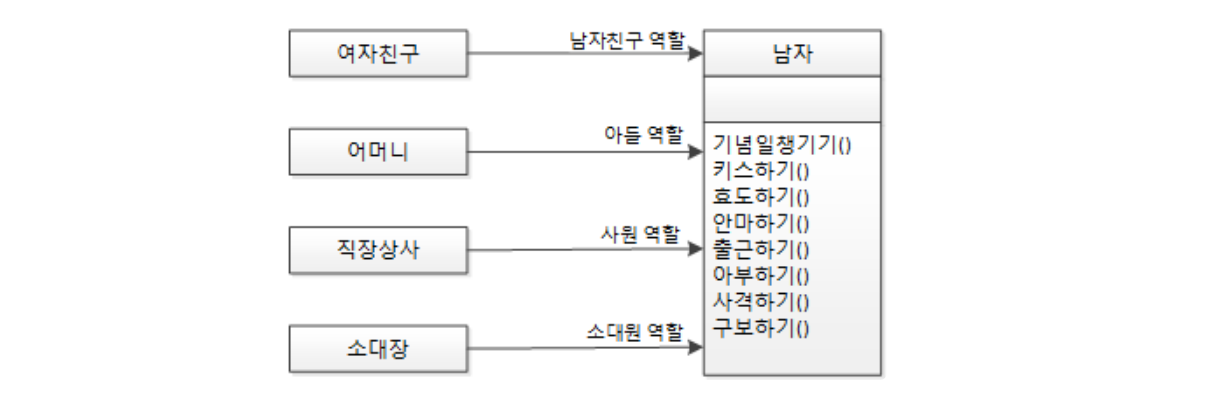 여자친구
남자친구 역할
남자
어머니
아들 역할
직장상사
사원 역할
소대장
소대원 역할
기념일챙기기()
키스하기()
효도하기()
안마하기()
출근하기()
아부하기()
사격하기()
구보하기()